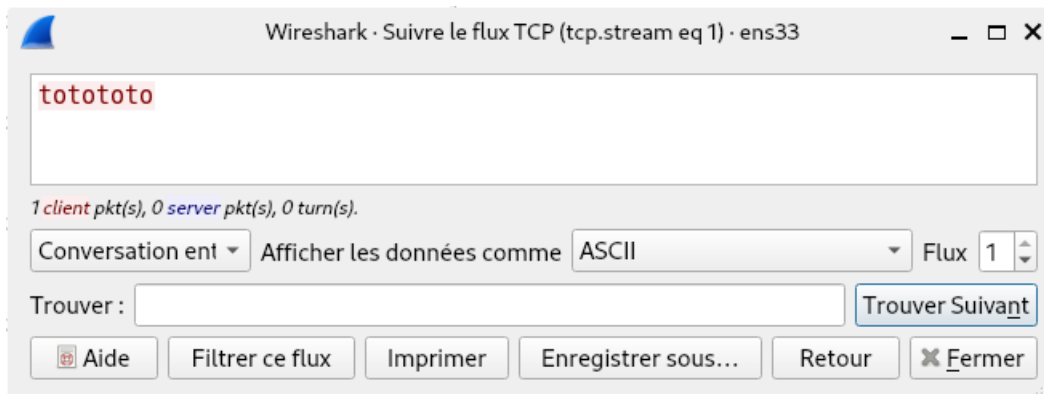 Wireshark · Suivre le flux TCP (tcp.stream eq 1) · ens33
totototo
1 client pkt(s), 0 server pkt(s), 0 turn(s).
Conversation ent Afficher les données comme ASCII Flux 1
Trouver : Trouver Suivant
Aide Filtrer ce flux Imprimer Enregistrer sous... Retour Fermer